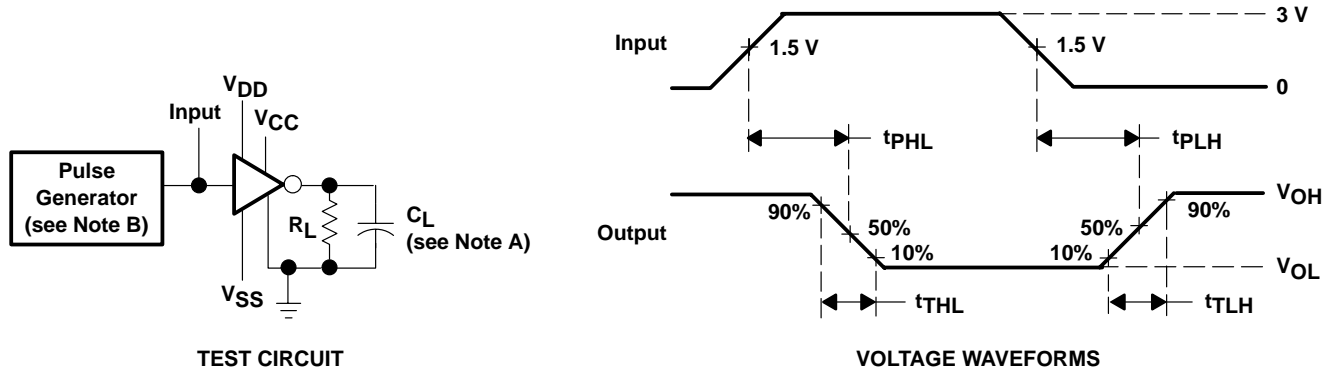 VDD
Input
VCC
Pulse
Generator
(see Note B)
RL
CL
(see Note A)
VSS
TEST CIRCUIT
3 V
Input
1.5 V
1.5 V
0
tPHL
tPLH
VOH
90%
90%
Output
50%
50%
10%
10%
VOL
tTHL
tTLH
VOLTAGE WAVEFORMS